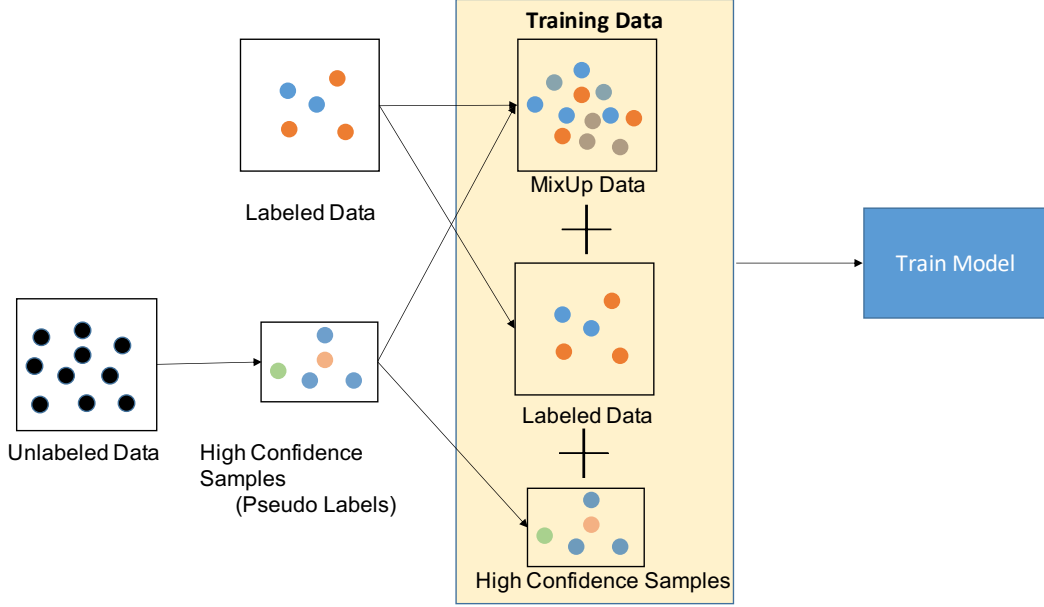 Training Data
Labeled Data
MixUp Data
Train Model
Labeled Data
Unlabeled Data
High Confidence
Samples
(Pseudo Labels)
High Confidence Samples